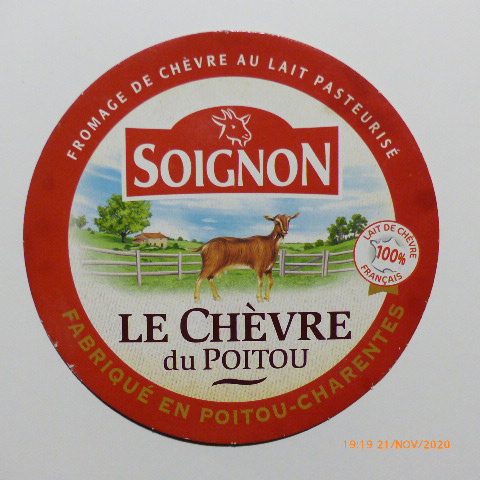 FROMAGE DE CHÈVRE AU LAIT PASTEURISÉ
SOIGNON
LAIT DE CHÈVRE
100%
FRANÇAIS
LE CHÈVRE
du POITOU
FABRIQUÉ EN POITOU-CHARENTES
19:19 21/NOV/2020